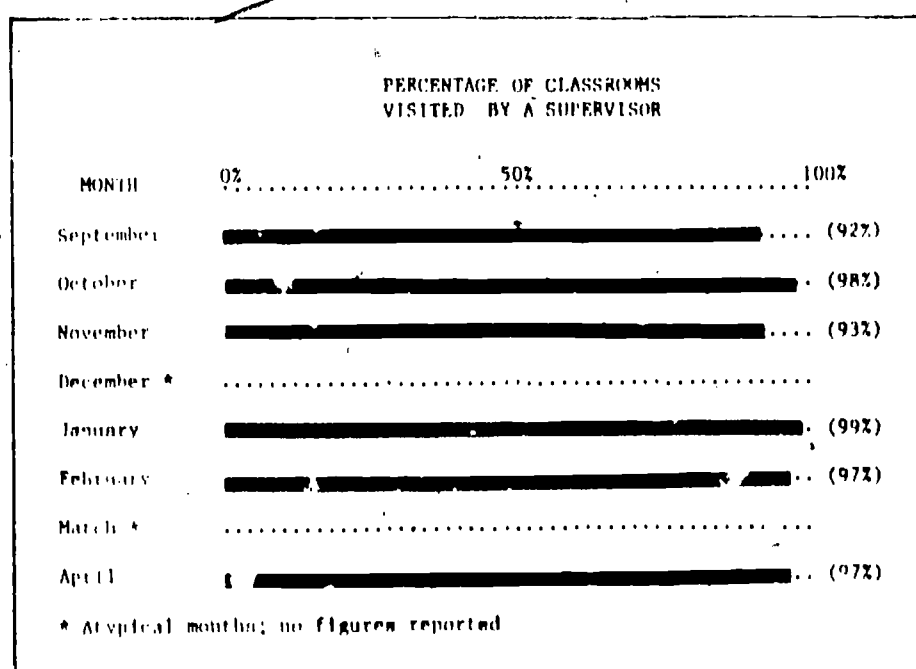 PERCENTAGE OF CLASSROOMS
VISITED BY A SUPERVISOR
MONTH 0% 50% 100%
September (92%)
October (98%)
November (93%)
December *
January (99%)
February (97%)
March *
April (97%)
* Atypical months; no figures reported